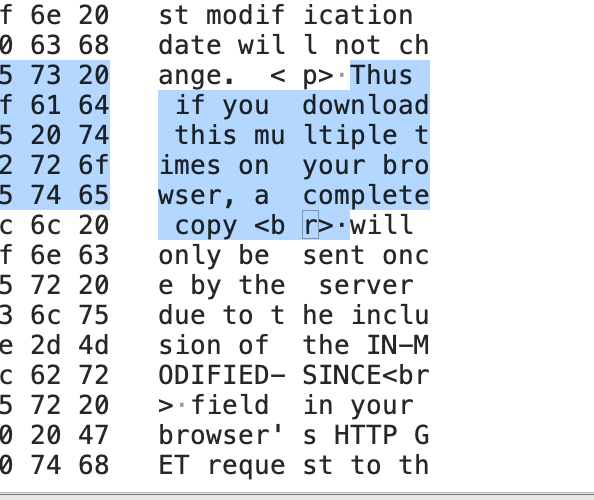 f 6e 20 st modif ication
0 63 68 date wil l not ch
5 73 20 ange.  < p>·Thus
f 61 64  if you  download
5 20 74  this mu ltiple t
2 72 6f imes on  your bro
5 74 65 wser, a  complete
c 6c 20  copy <b r>·will
f 6e 63 only be  sent onc
5 72 20 e by the  server
3 6c 75 due to t he inclu
e 2d 4d sion of  the IN-M
c 62 72 ODIFIED- SINCE<br
5 72 20 >·field  in your
0 20 47 browser' s HTTP G
0 74 68 ET reque st to th